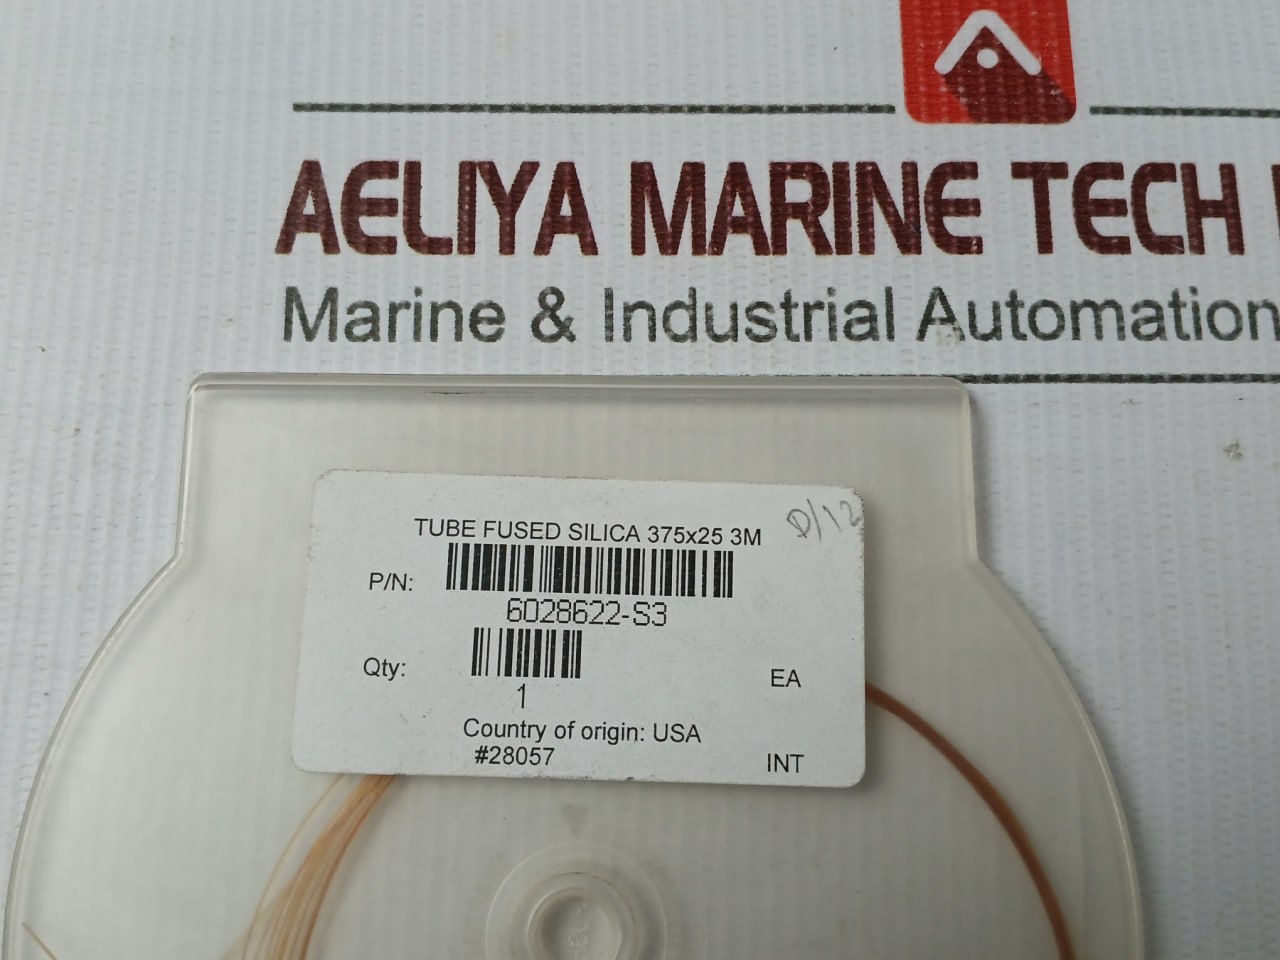 AELIYA MARINE TECH
Marine & Industrial Automation
TUBE FUSED SILICA 375x25 3M
D/12
P/N:
6028622-S3
Qty:
1
EA
Country of origin: USA
#28057
INT